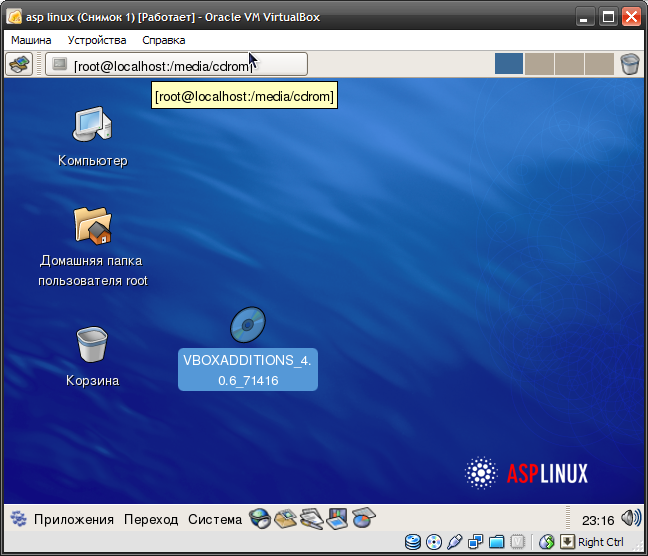 asp linux (Снимок 1) [Работает] - Oracle VM VirtualBox
Машина Устройства Справка
[root@localhost:/media/cdrom]
[root@localhost:/media/cdrom]
Компьютер
Домашняя папка
пользователя root
VBOXADDITIONS_4.
0.6_71416
Корзина
ASPLINUX
Приложения Переход Система 23:16
Right Ctrl